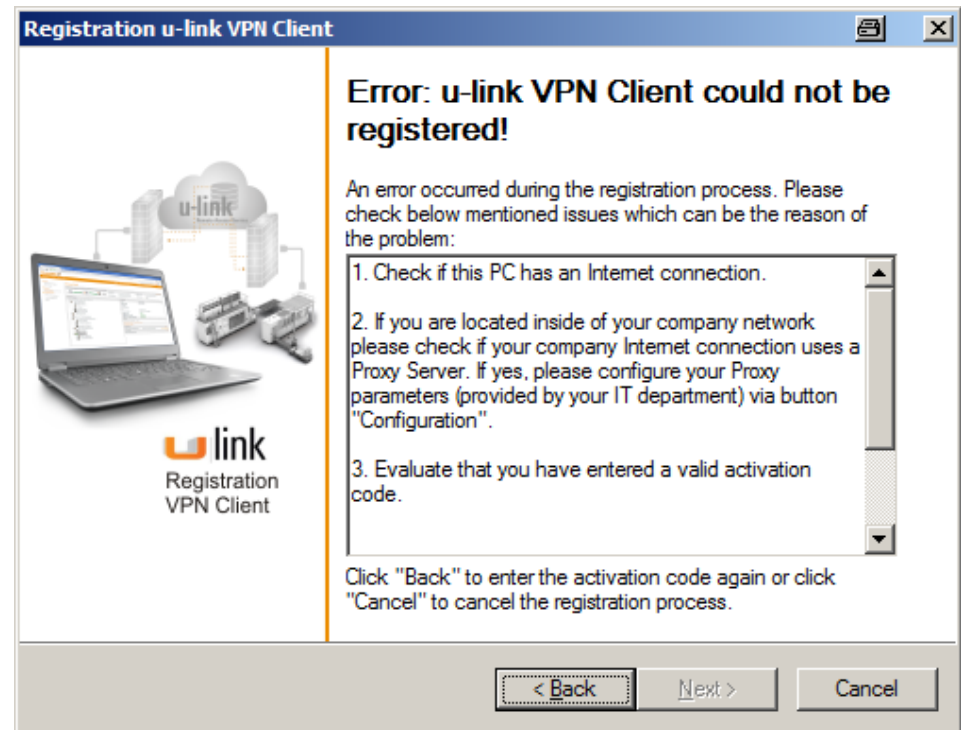 Registration u-link VPN Client
Error: u-link VPN Client could not be
registered!
An error occurred during the registration process. Please
check below mentioned issues which can be the reason of
the problem:
1. Check if this PC has an Internet connection.
2. If you are located inside of your company network
please check if your company Internet connection uses a
Proxy Server. If yes, please configure your Proxy
parameters (provided by your IT department) via button
"Configuration".
3. Evaluate that you have entered a valid activation
code.
Click "Back" to enter the activation code again or click
"Cancel" to cancel the registration process.
u-link
u link
Registration
VPN Client
< Back
Next >
Cancel